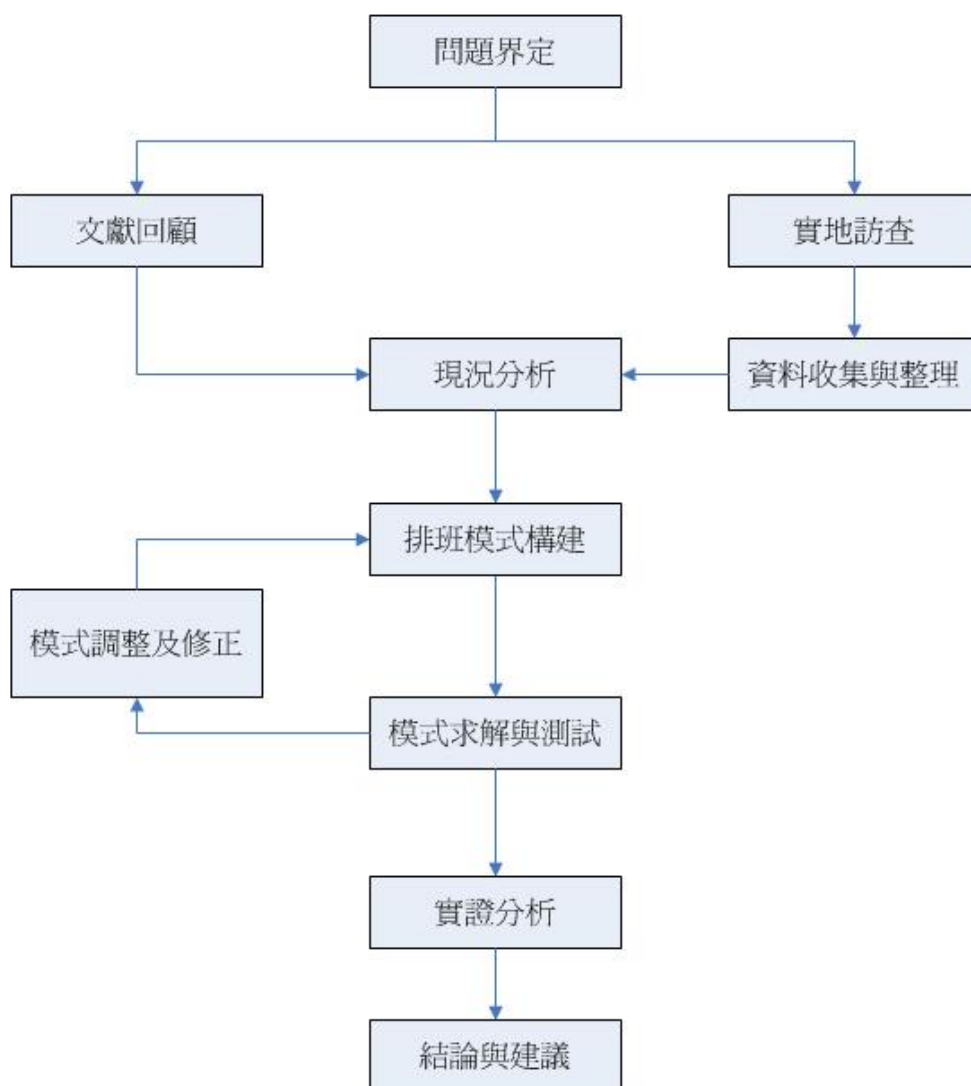 問題界定
文獻回顧
實地訪查
現況分析
資料收集與整理
排班模式構建
模式調整及修正
模式求解與測試
實證分析
結論與建議